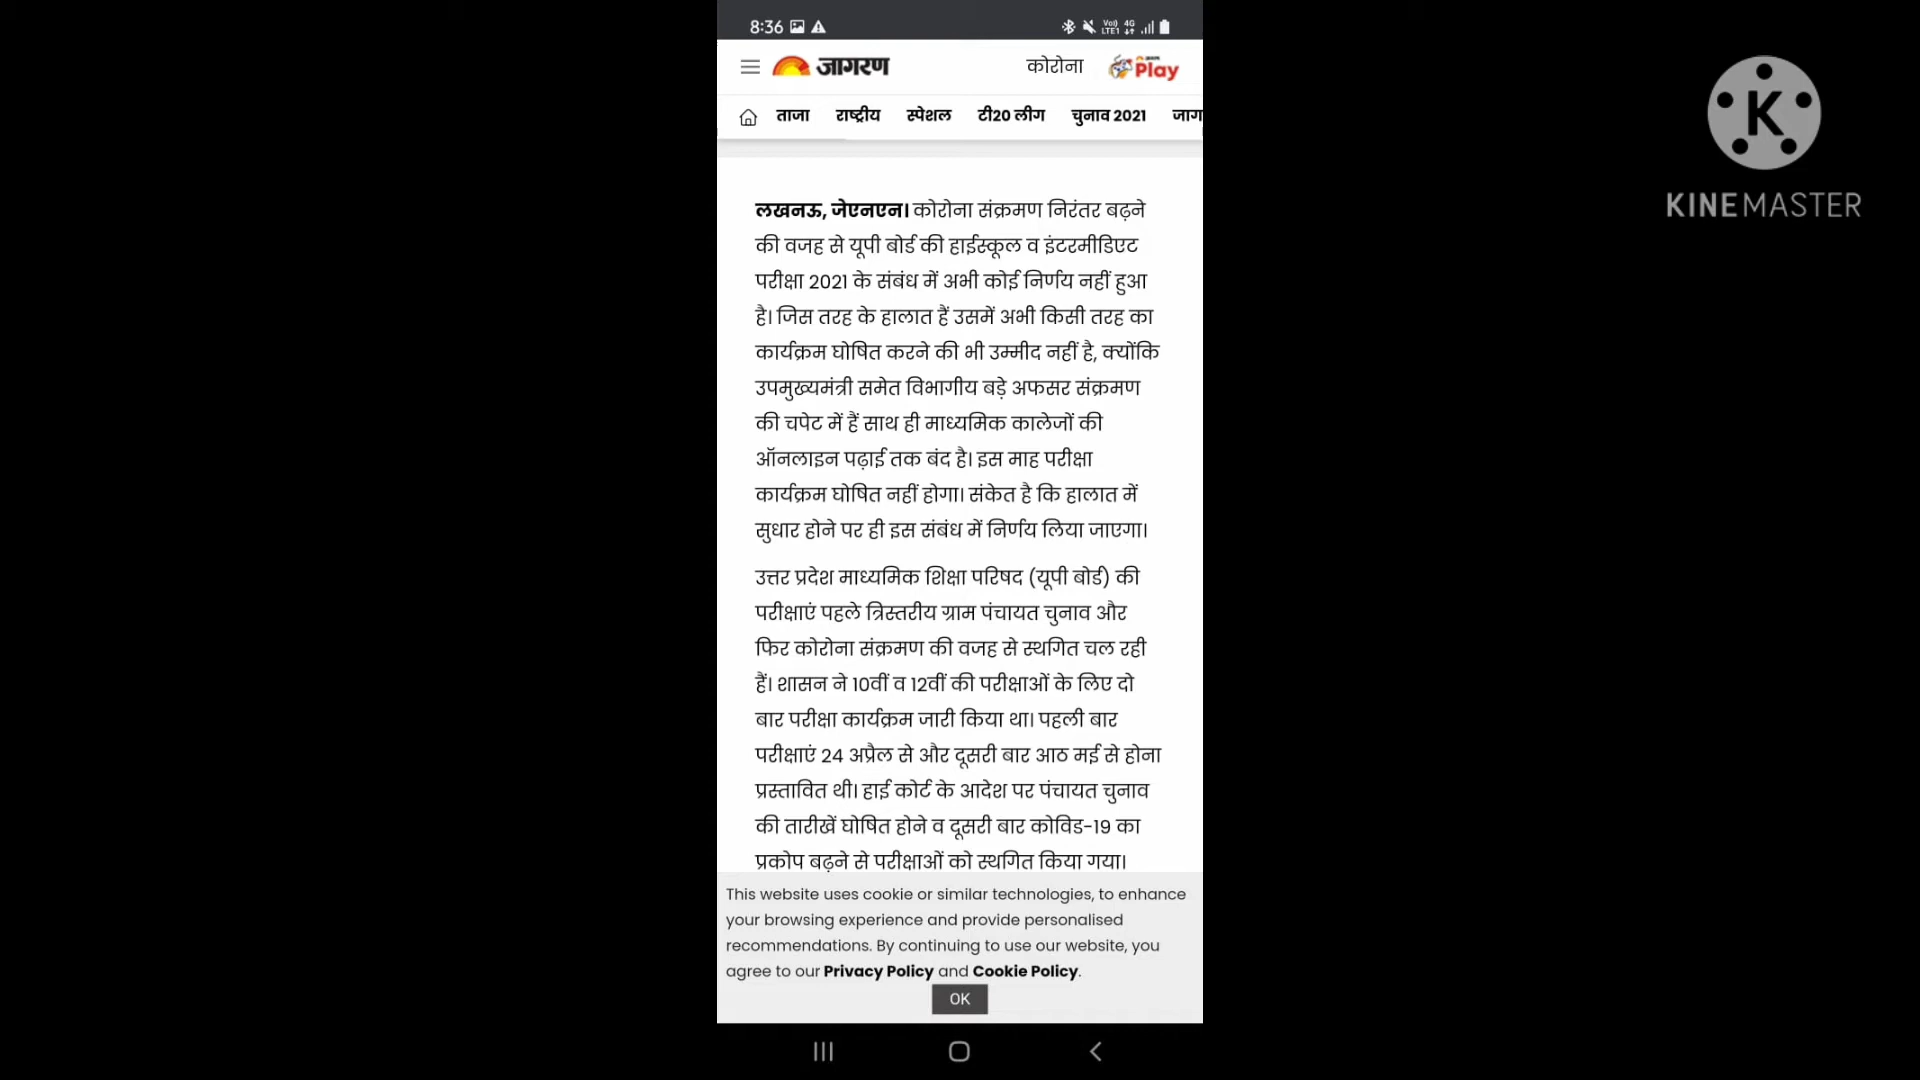 8:36
Vo) 4G
LTE1
जागरण कोरोना Play
ताजा राष्ट्रीय स्पेशल टी20 लीग चुनाव 2021 जाग
लखनऊ, जेएनएन। कोरोना संक्रमण निरंतर बढ़ने
की वजह से यूपी बोर्ड की हाईस्कूल व इंटरमीडिएट
परीक्षा 2021 के संबंध में अभी कोई निर्णय नहीं हुआ
है। जिस तरह के हालात हैं उसमें अभी किसी तरह का
कार्यक्रम घोषित करने की भी उम्मीद नहीं है, क्योंकि
उपमुख्यमंत्री समेत विभागीय बड़े अफसर संक्रमण
की चपेट में हैं साथ ही माध्यमिक कालेजों की
ऑनलाइन पढ़ाई तक बंद है। इस माह परीक्षा
कार्यक्रम घोषित नहीं होगा। संकेत है कि हालात में
सुधार होने पर ही इस संबंध में निर्णय लिया जाएगा।
उत्तर प्रदेश माध्यमिक शिक्षा परिषद (यूपी बोर्ड) की
परीक्षाएं पहले त्रिस्तरीय ग्राम पंचायत चुनाव और
फिर कोरोना संक्रमण की वजह से स्थगित चल रही
हैं। शासन ने 10वीं व 12वीं की परीक्षाओं के लिए दो
बार परीक्षा कार्यक्रम जारी किया था। पहली बार
परीक्षाएं 24 अप्रैल से और दूसरी बार आठ मई से होना
प्रस्तावित थी। हाई कोर्ट के आदेश पर पंचायत चुनाव
की तारीखें घोषित होने व दूसरी बार कोविड-19 का
प्रकोप बढ़ने से परीक्षाओं को स्थगित किया गया।
This website uses cookie or similar technologies, to enhance
your browsing experience and provide personalised
recommendations. By continuing to use our website, you
agree to our Privacy Policy and Cookie Policy.
OK
K
KINEMASTER